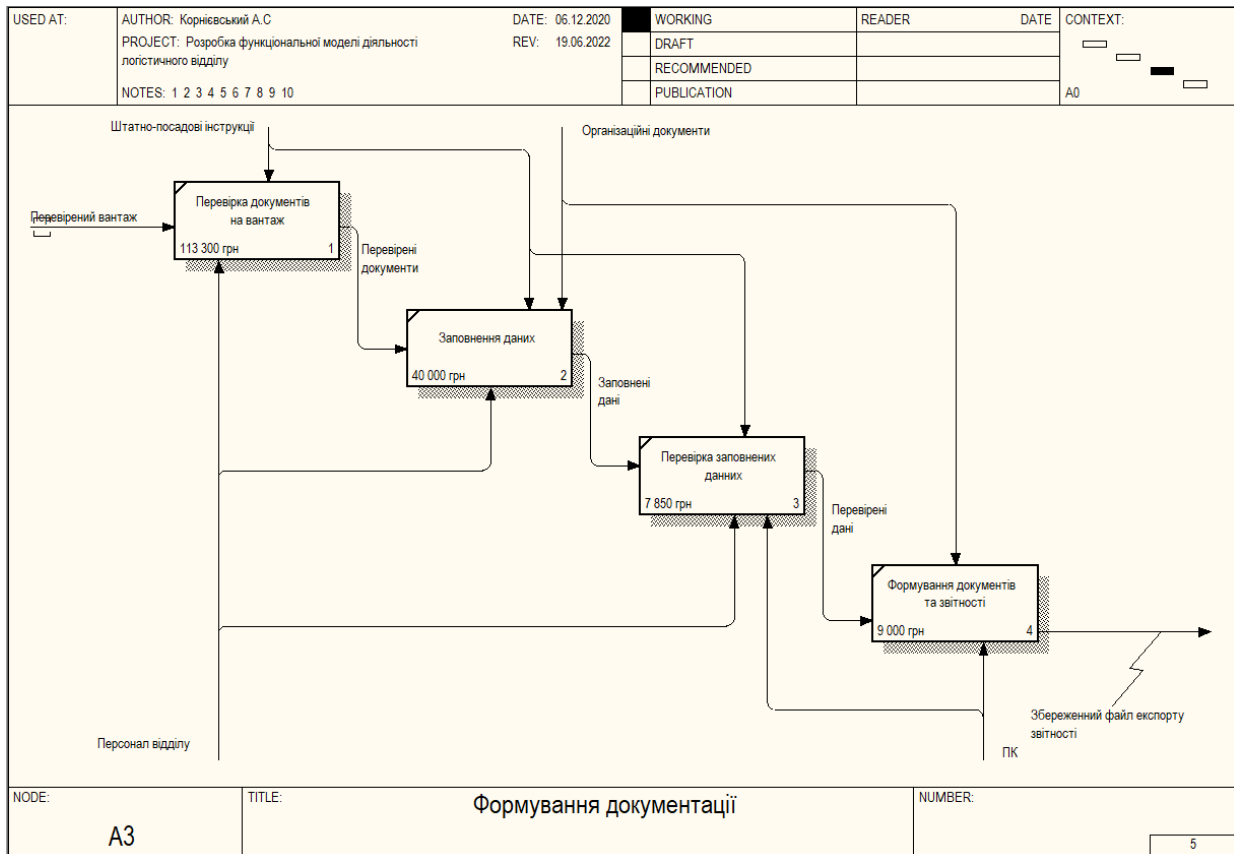 USED AT:
AUTHOR: Корнієвський А.С
DATE: 06.12.2020
PROJECT: Розробка функціональної моделі діяльності
логістичного відділу
REV: 19.06.2022
NOTES: 1 2 3 4 5 6 7 8 9 10
WORKING
DRAFT
RECOMMENDED
PUBLICATION
READER
DATE
CONTEXT:
A0
Штатно-посадові інструкції
Організаційні документи
Перевірений вантаж
Перевірка документів
на вантаж
113 300 грн
1
Перевірені
документи
Заповнення даних
40 000 грн
2
Заповнені
дані
Перевірка заповнених
данних
7 850 грн
3
Перевірені
дані
Формування документів
та звітності
9 000 грн
4
Збереженний файл експорту
звітності
Персонал відділу
ПК
NODE:
A3
TITLE:
Формування документації
NUMBER:
5